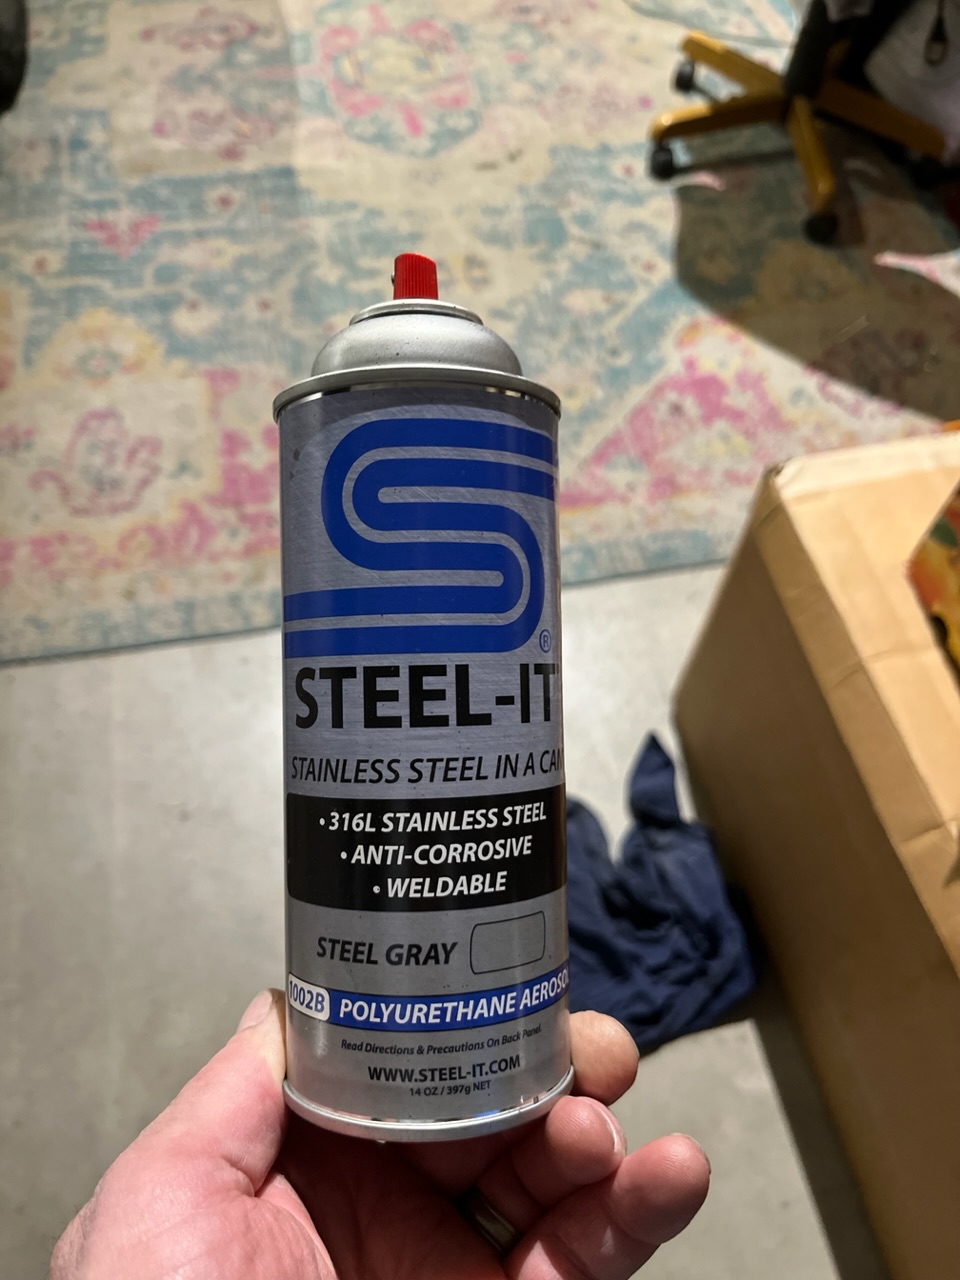 S
®
STEEL-IT
STAINLESS STEEL IN A CAN
• 316L STAINLESS STEEL
• ANTI-CORROSIVE
• WELDABLE
STEEL GRAY
1002B POLYURETHANE AEROSOL
Read Directions & Precautions On Back Panel
WWW.STEEL-IT.COM
14 OZ / 397g NET